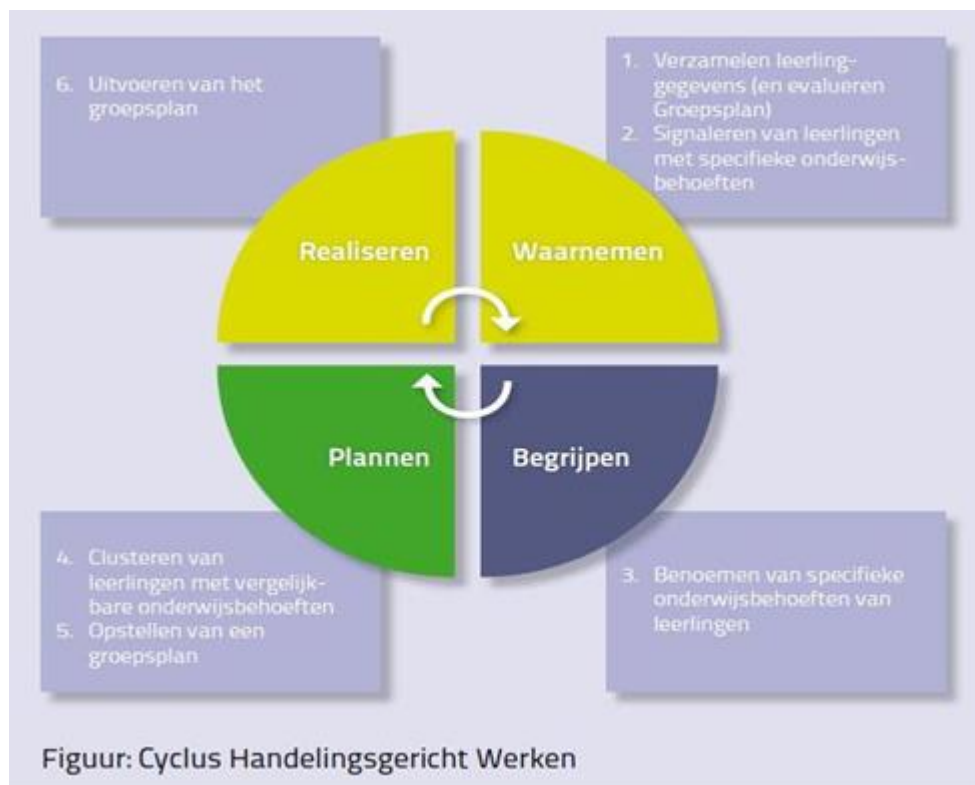 6. Uitvoeren van het
groepsplan
1. Verzamelen leerling-
gegevens (en evalueren
Groepsplan)
2. Signaleren van leerlingen
met specifieke onderwijs-
behoeften
Realiseren
Waarnemen
Plannen
Begrijpen
4. Clusteren van
leerlingen met vergelijk-
bare onderwijsbehoeften
5. Opstellen van een
groepsplan
3. Benoemen van specifieke
onderwijsbehoeften van
leerlingen
Figuur: Cyclus Handelingsgericht Werken